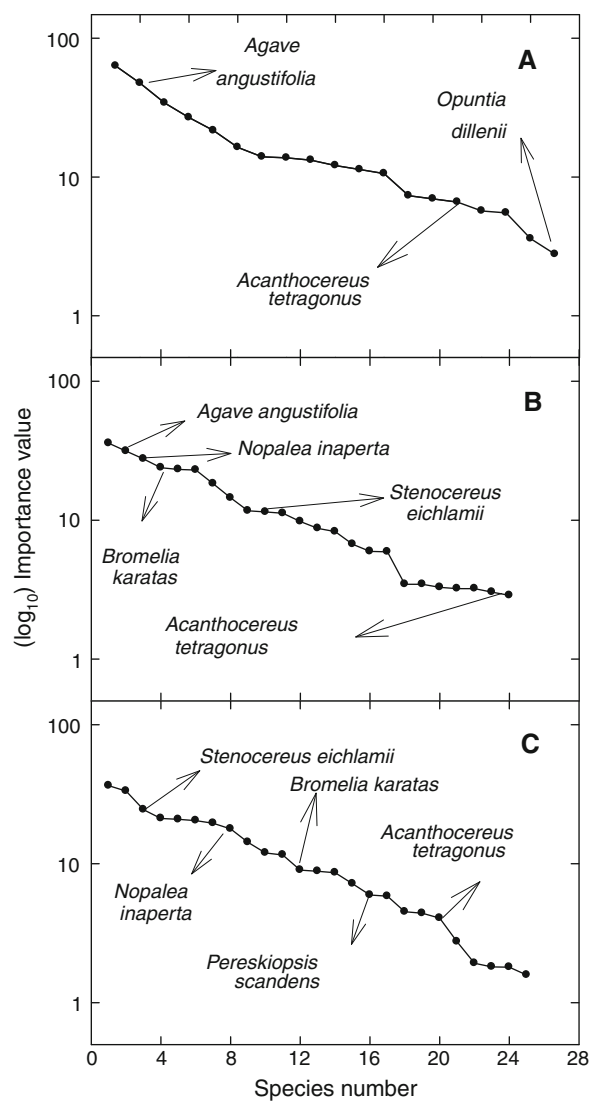 100
10
1
A
Agave
angustifolia
Opuntia
dillenii
Acanthocereus
tetragonus
100
10
1
B
Agave angustifolia
Nopalea inaperta
Stenocereus
eichlamii
Bromelia
karatas
Acanthocereus
tetragonus
(log10) Importance value
100
10
1
C
Stenocereus eichlamii
Bromelia karatas
Acanthocereus
tetragonus
Nopalea
inaperta
Pereskiopsis
scandens
0 4 8 12 16 20 24 28
Species number